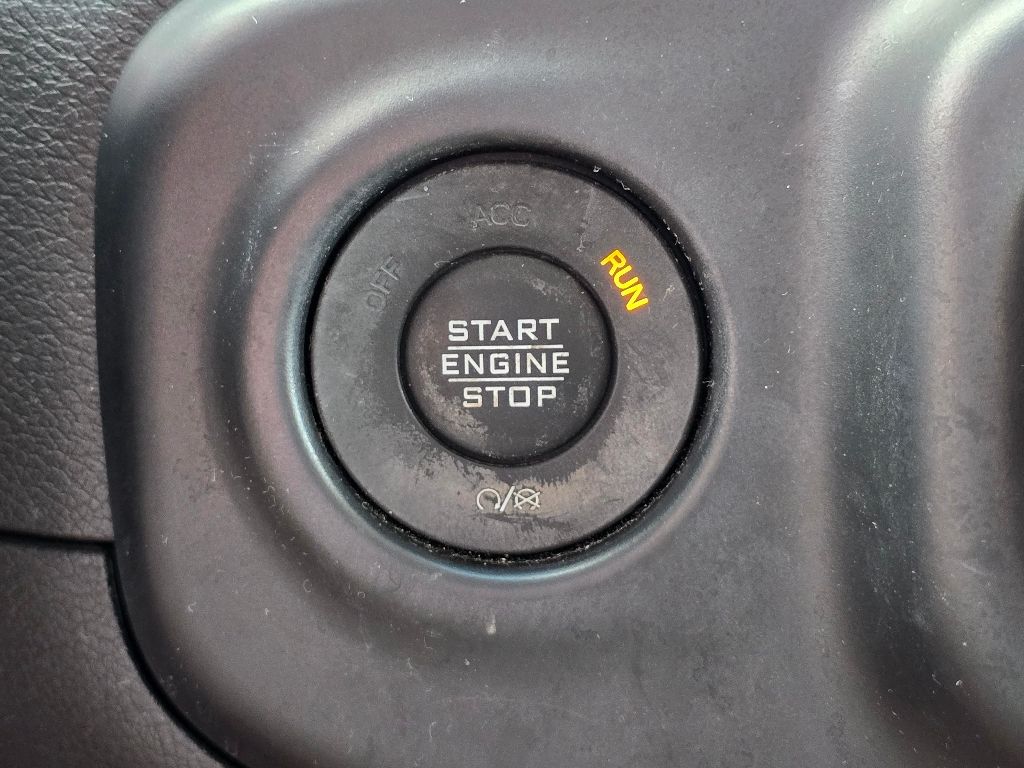 ACC
OFF
RUN
START
ENGINE
STOP